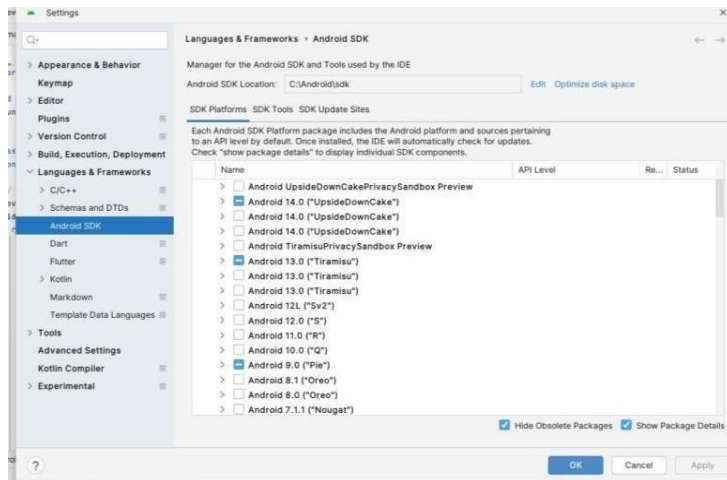 Settings
Languages & Frameworks › Android SDK
Manager for the Android SDK and Tools used by the IDE
Android SDK Location: C:\Android\sdk Edit Optimize disk space
SDK Platforms SDK Tools SDK Update Sites
Each Android SDK Platform package includes the Android platform and sources pertaining
to an API level by default. Once installed, the IDE will automatically check for updates.
Check "show package details" to display individual SDK components.
Name API Level Re... Status
Android UpsideDownCakePrivacySandbox Preview
Android 14.0 ("UpsideDownCake")
Android 14.0 ("UpsideDownCake")
Android 14.0 ("UpsideDownCake")
Android TiramisuPrivacySandbox Preview
Android 13.0 ("Tiramisu")
Android 13.0 ("Tiramisu")
Android 13.0 ("Tiramisu")
Android 12L ("Sv2")
Android 12.0 ("S")
Android 11.0 ("R")
Android 10.0 ("Q")
Android 9.0 ("Pie")
Android 8.1 ("Oreo")
Android 8.0 ("Oreo")
Android 7.1.1 ("Nougat")
Hide Obsolete Packages Show Package Details
Appearance & Behavior
Keymap
Editor
Plugins
Version Control
Build, Execution, Deployment
Languages & Frameworks
C/C++
Schemas and DTDs
Android SDK
Dart
Flutter
Kotlin
Markdown
Template Data Languages
Tools
Advanced Settings
Kotlin Compiler
Experimental
?
OK Cancel Apply